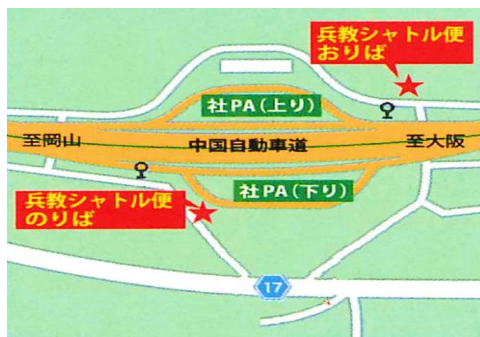 兵教シャトル便
おりば
社PA(上り)
至岡山
中国自動車道
至大阪
兵教シャトル便
のりば
社PA(下り)
17